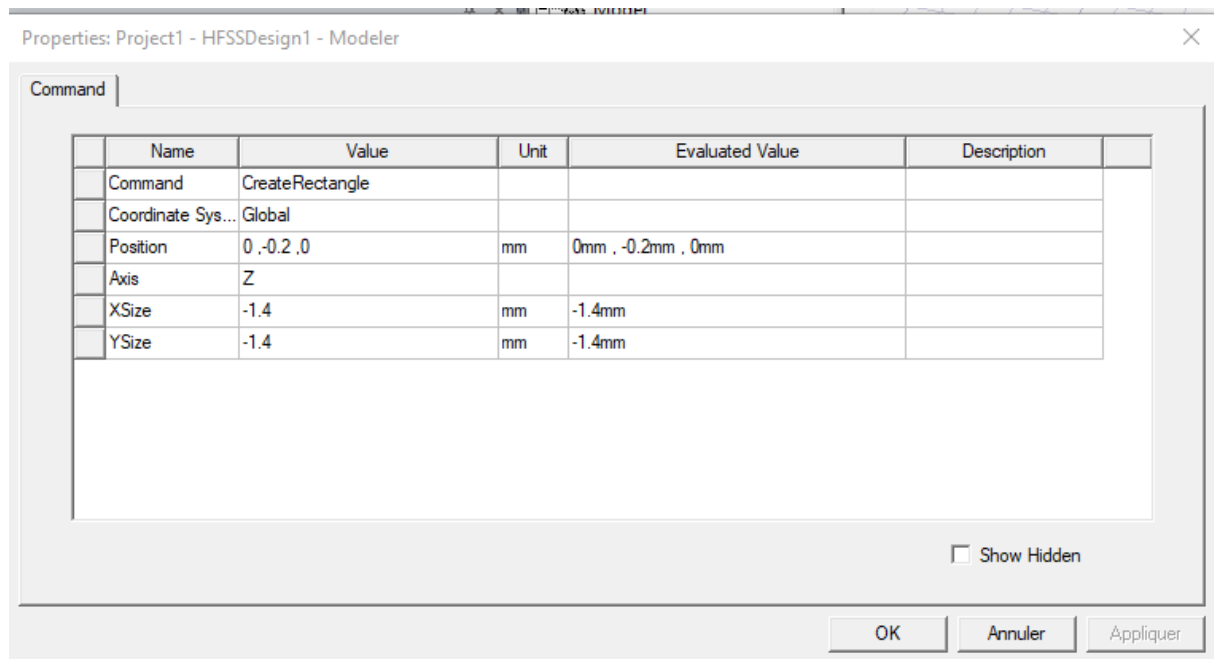 Properties: Project1 - HFSSDesign1 - Modeler
Command
Name Value Unit Evaluated Value Description
Command CreateRectangle
Coordinate Sys... Global
Position 0 ,-0.2 ,0 mm 0mm , -0.2mm , 0mm
Axis Z
XSize -1.4 mm -1.4mm
YSize -1.4 mm -1.4mm
Show Hidden
OK Annuler Appliquer